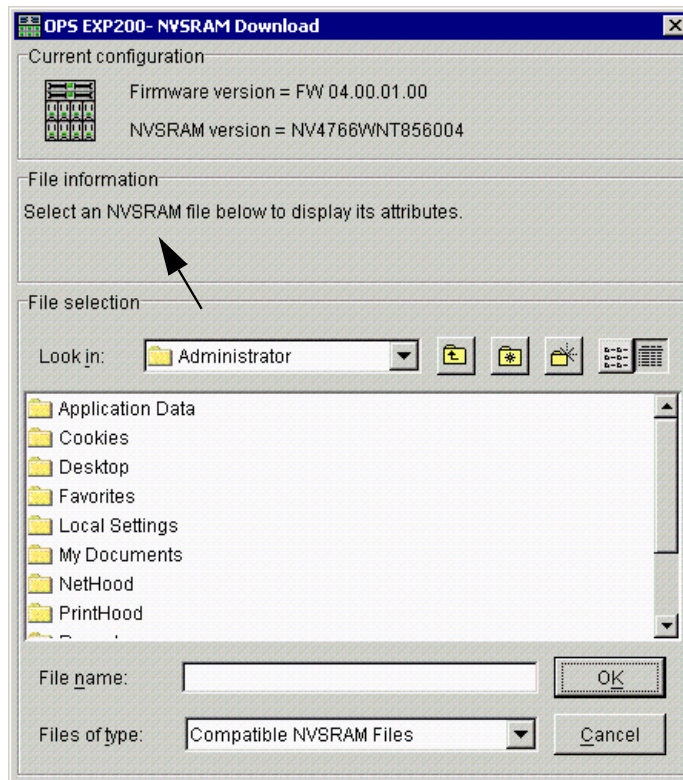 OPS EXP200- NVSRAM Download
Current configuration
Firmware version = FW 04.00.01.00
NVSRAM version = NV4766WNT856004
File information
Select an NVSRAM file below to display its attributes.
File selection
Look in: Administrator
Application Data
Cookies
Desktop
Favorites
Local Settings
My Documents
NetHood
PrintHood
File name: OK
Files of type: Compatible NVSRAM Files Cancel